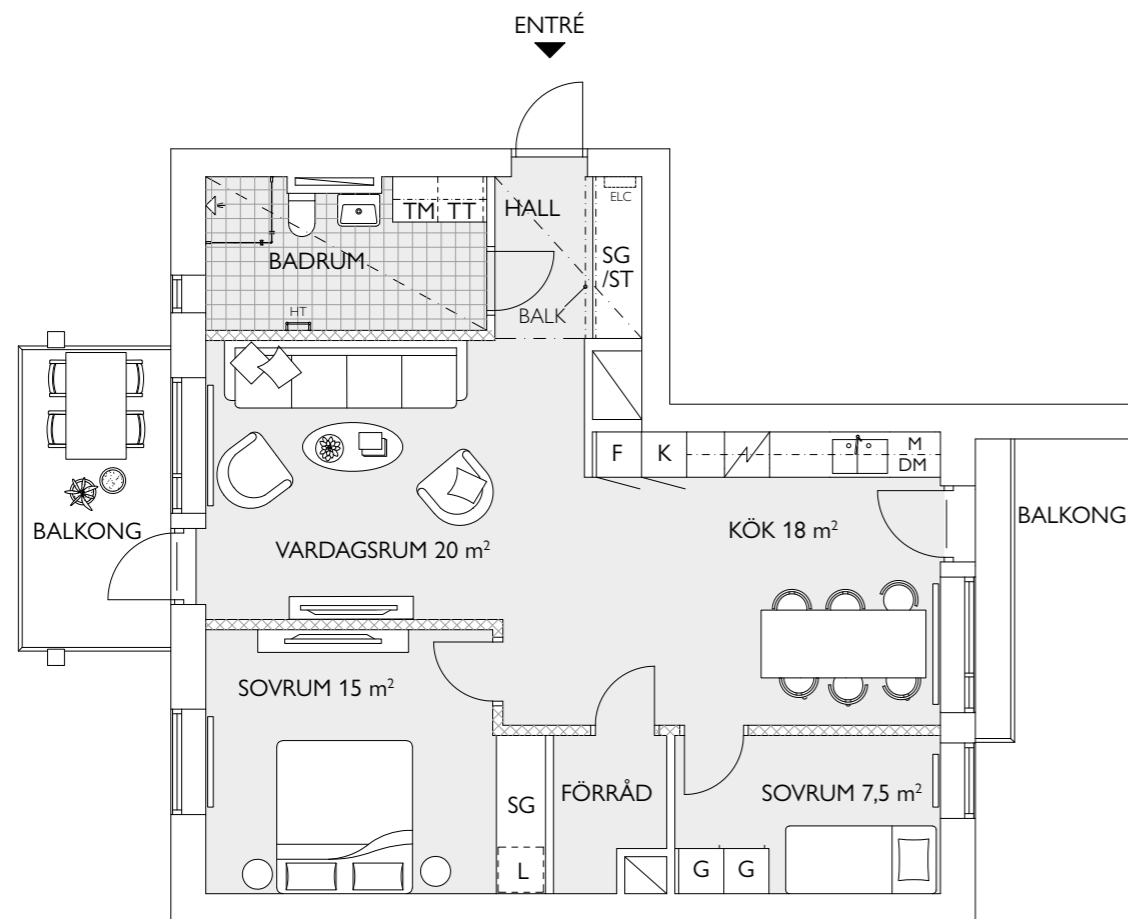 ENTRÉ
ELC
TM TT
HALL
SG
/ST
BADRUM
HT
BALK
F K
M
DM
BALKONG
VARDAGSRUM 20 m²
KÖK 18 m²
BALKONG
SOVRUM 15 m²
SG
FÖRRÅD
SOVRUM 7,5 m²
L
G G